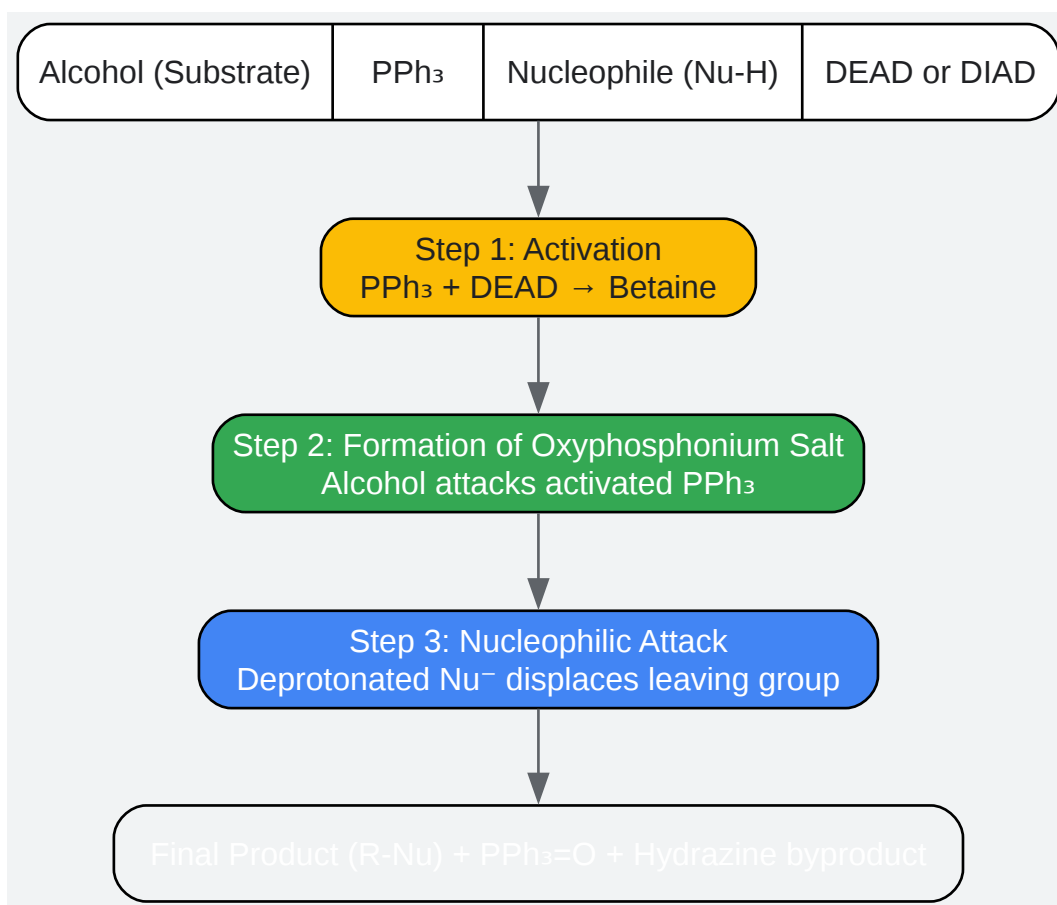 Alcohol (Substrate) PPh₃ Nucleophile (Nu-H) DEAD or DIAD
Step 1: Activation
PPh₃ + DEAD → Betaine
Step 2: Formation of Oxyphosphonium Salt
Alcohol attacks activated PPh₃
Step 3: Nucleophilic Attack
Deprotonated Nu⁻ displaces leaving group
Final Product (R-Nu) + PPh₃=O + Hydrazine byproduct